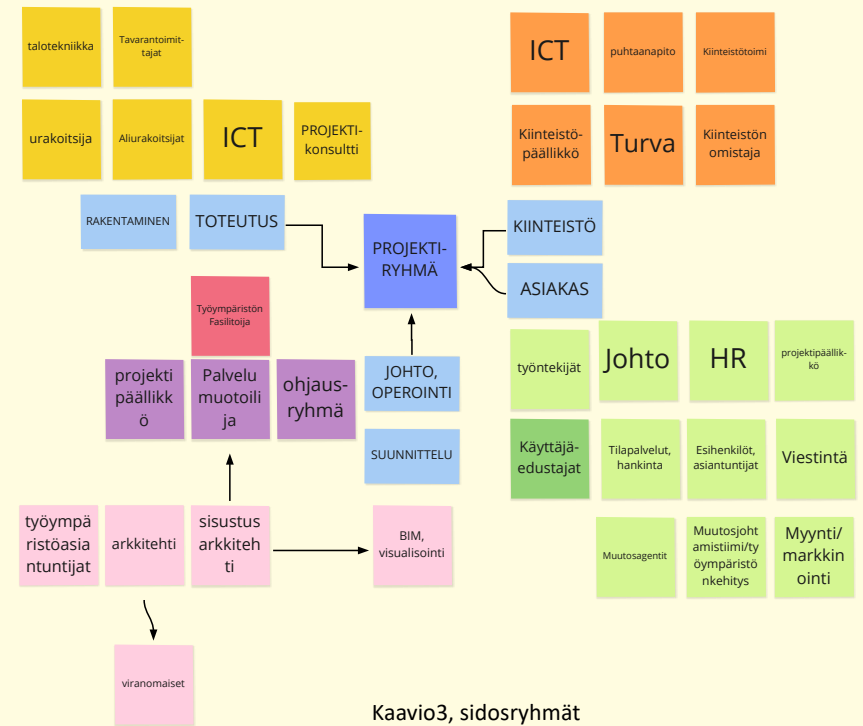 talotekniikka
Tavarantoimit-
tajat
urakoitsija
Aliurakoitsijat
ICT
PROJEKTI-
konsultti
ICT
puhtaanapito
Kiinteistötoimi
Kiinteistö-
päällikkö
Turva
Kiinteistön
omistaja
RAKENTAMINEN
TOTEUTUS
PROJEKTI-
RYHMÄ
KIINTEISTÖ
ASIAKAS
Työympäristön
Fasilitoija
projekti
päällikk
ö
Palvelu
muotoili
ja
ohjaus-
ryhmä
JOHTO,
OPEROINTI
SUUNNITTELU
työntekijät
Johto
HR
projektipäällik-
kö
Käyttäjä-
edustajat
Tilapalvelut,
hankinta
Esihenkilöt,
asiantuntijat
Viestintä
Muutosagentit
Muutosjoht
amistiimi/ty
öympäristö
nkehitys
Myynti/
markkin
ointi
työympä
ristöasia
ntuntijat
arkkitehti
sisustus
arkkiteh
ti
BIM,
visualisointi
viranomaiset
Kaavio3, sidosryhmät